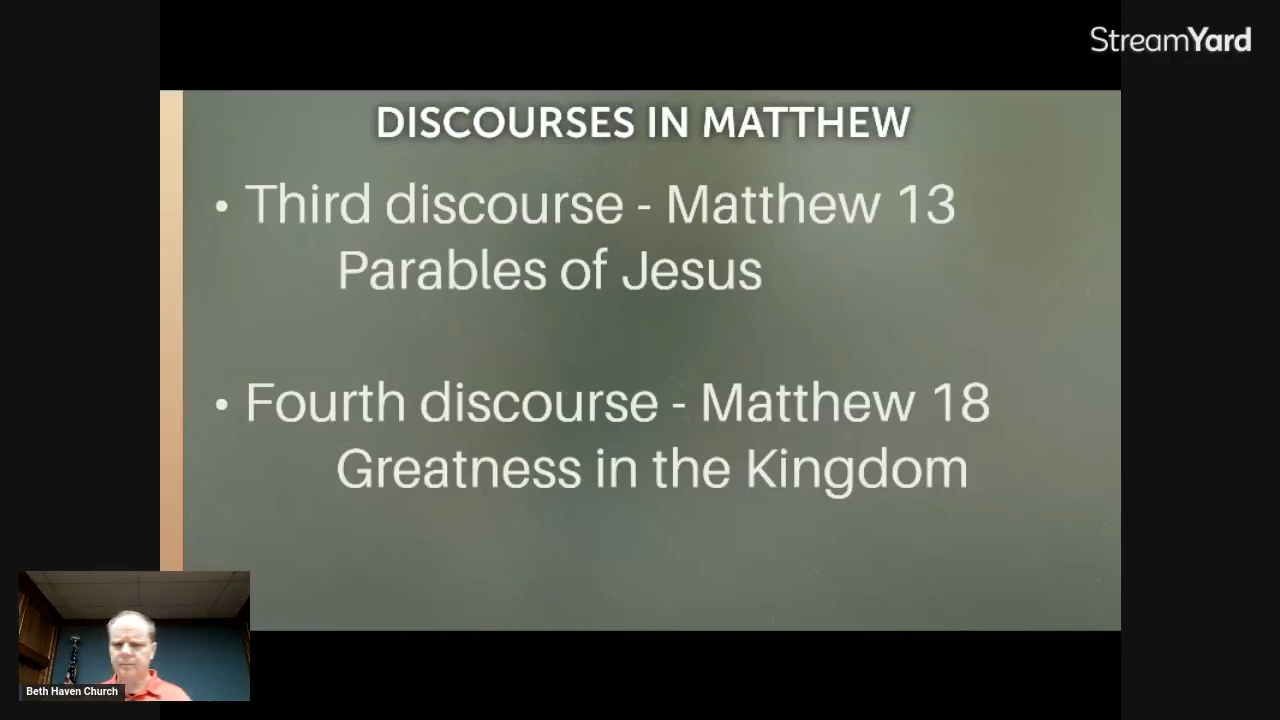 StreamYard
DISCOURSES IN MATTHEW
• Third discourse - Matthew 13
Parables of Jesus
• Fourth discourse - Matthew 18
Greatness in the Kingdom
Beth Haven Church